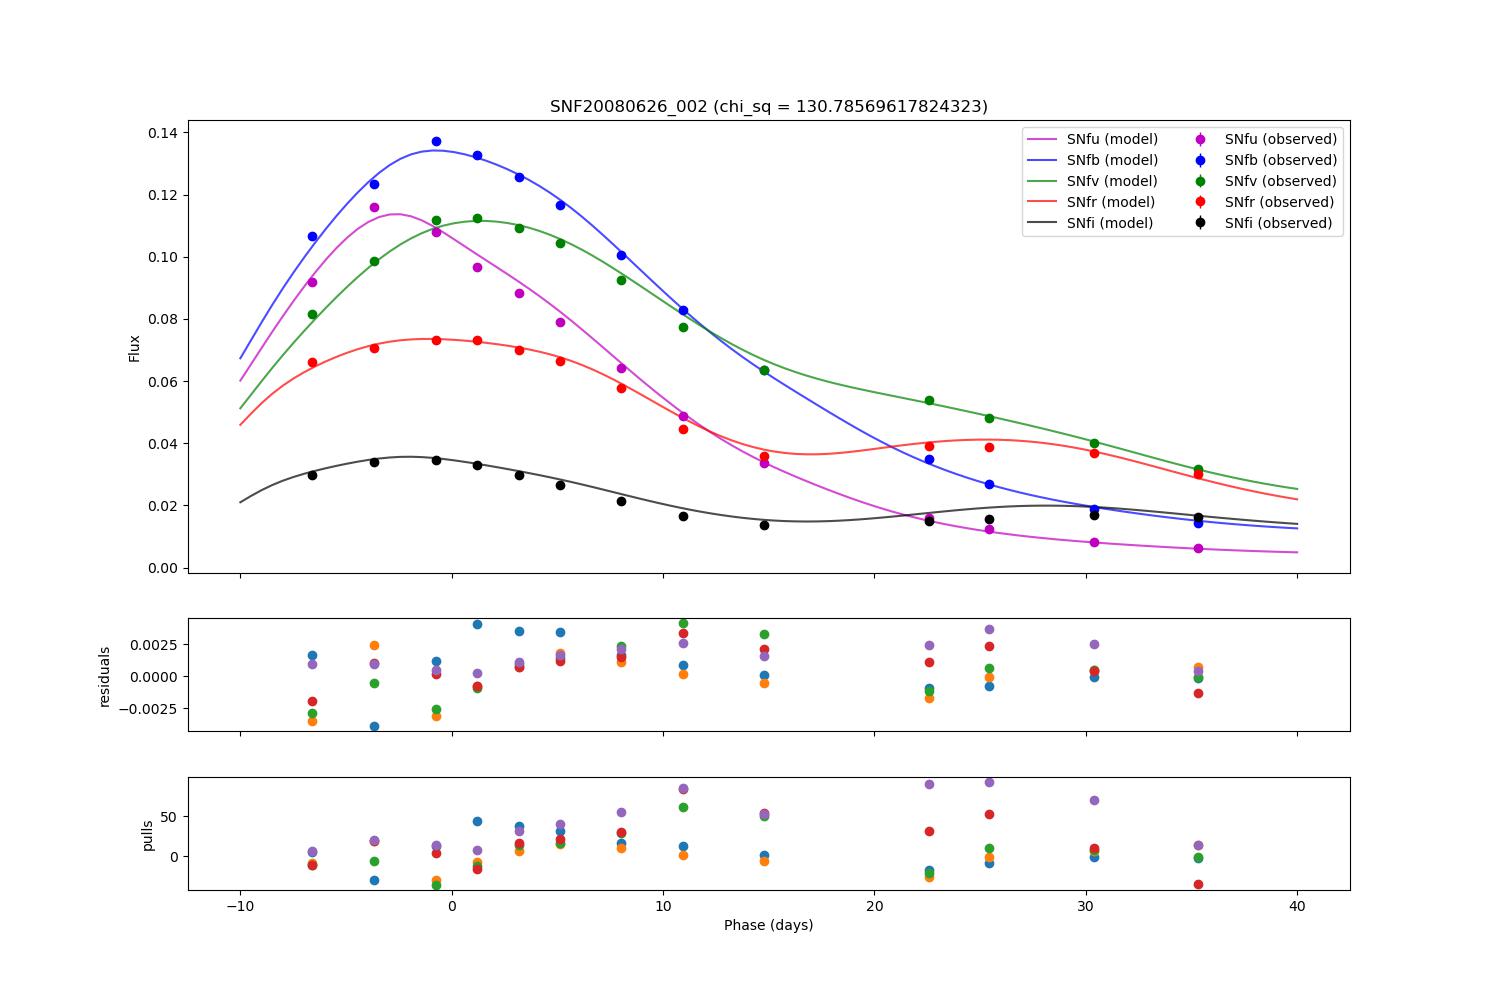 SNF20080626_002 (chi_sq = 130.78569617824323)
0.14
0.12
0.10
0.08
0.06
0.04
0.02
0.00
Flux
SNfu (model)
SNfb (model)
SNfv (model)
SNfr (model)
SNfi (model)
SNfu (observed)
SNfb (observed)
SNfv (observed)
SNfr (observed)
SNfi (observed)
0.0025
0.0000
−0.0025
residuals
50
0
pulls
−10 0 10 20 30 40
Phase (days)